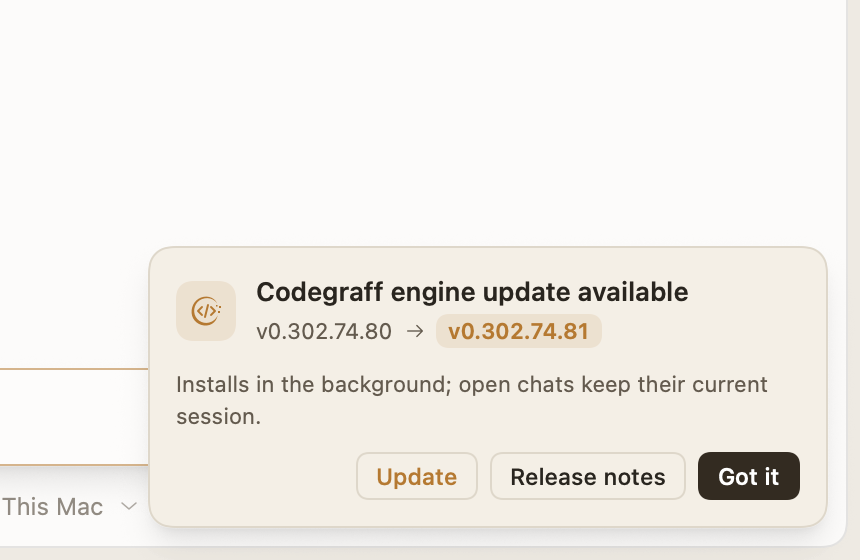 Codegraff engine update available
v0.302.74.80 → v0.302.74.81
Installs in the background; open chats keep their current
session.
Update Release notes Got it
This Mac